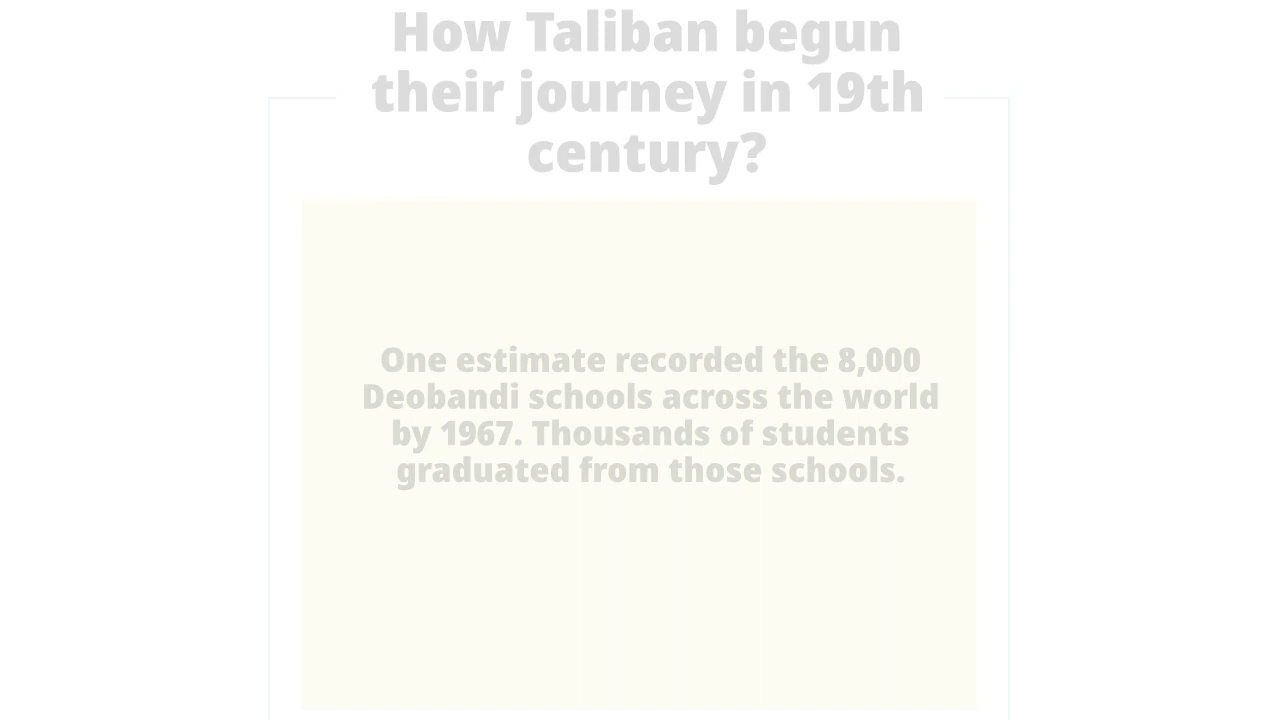 How Taliban begun
their journey in 19th
century?
One estimate recorded the 8,000
Deobandi schools across the world
by 1967. Thousands of students
graduated from those schools.